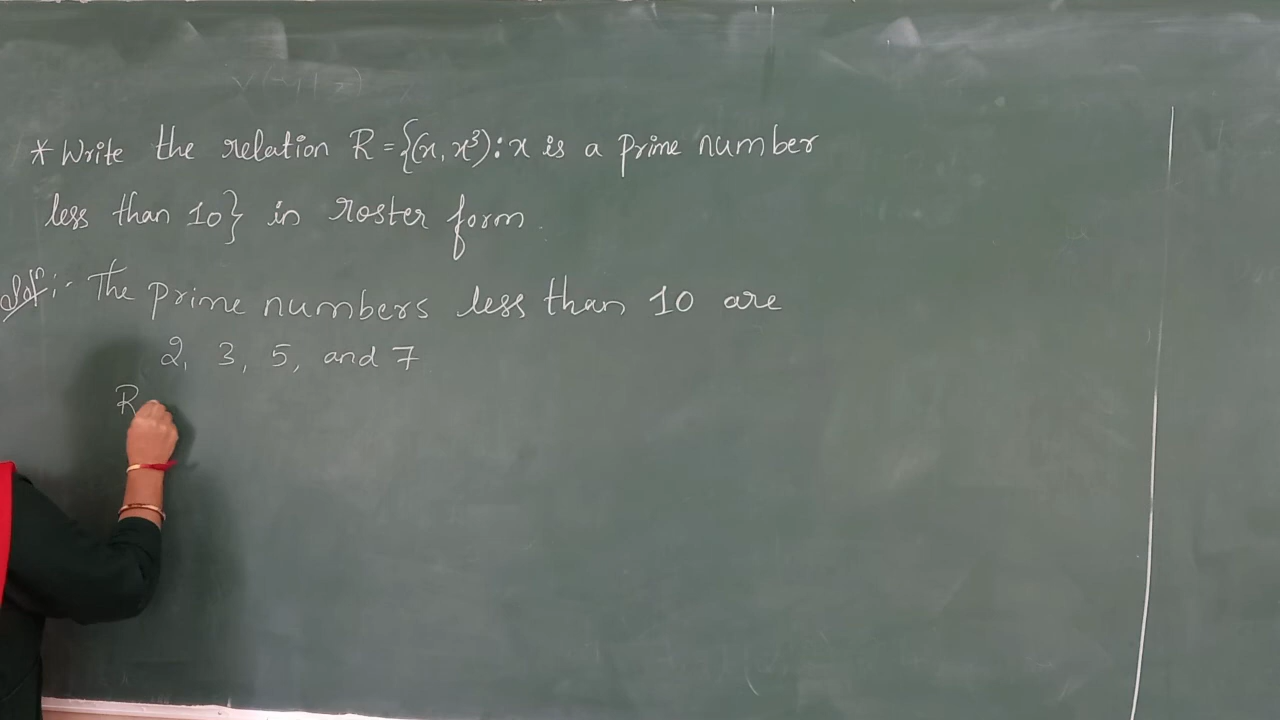 * Write the relation R = {(x, x³) : x is a prime number
less than 10} in roster form.
Solⁿ :- The prime numbers less than 10 are
2, 3, 5, and 7
R